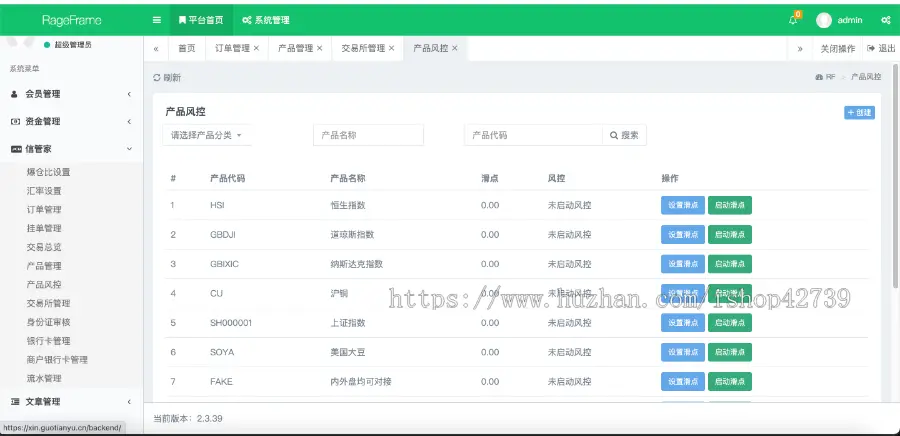 RageFrame
平台首页
系统管理
0
admin
超级管理员
«
首页
订单管理 ×
产品管理 ×
交易所管理 ×
产品风控 ×
»
关闭操作
退出
系统菜单
会员管理
资金管理
信管家
爆仓比设置
汇率设置
订单管理
挂单管理
交易总览
产品管理
产品风控
交易所管理
身份证审核
银行卡管理
商户银行卡管理
流水管理
文章管理
https://xin.guotianyu.cn/backend/
刷新
RF > 产品风控
产品风控
+ 创建
请选择产品分类
产品名称
产品代码
搜索
# 产品代码 产品名称 滑点 风控 操作
1 HSI 恒生指数 0.00 未启动风控 设置滑点 启动滑点
2 GBDJI 道琼斯指数 0.00 未启动风控 设置滑点 启动滑点
3 GBIXIC 纳斯达克指数 0.00 未启动风控 设置滑点 启动滑点
4 CU 沪铜 0.00 未启动风控 设置滑点 启动滑点
https://www.huzhan.com/ishop42739
5 SH000001 上证指数 0.00 未启动风控 设置滑点 启动滑点
6 SOYA 美国大豆 0.00 未启动风控 设置滑点 启动滑点
7 FAKE 内外盘均可对接 0.00 未启动风控 设置滑点 启动滑点
当前版本：2.3.39